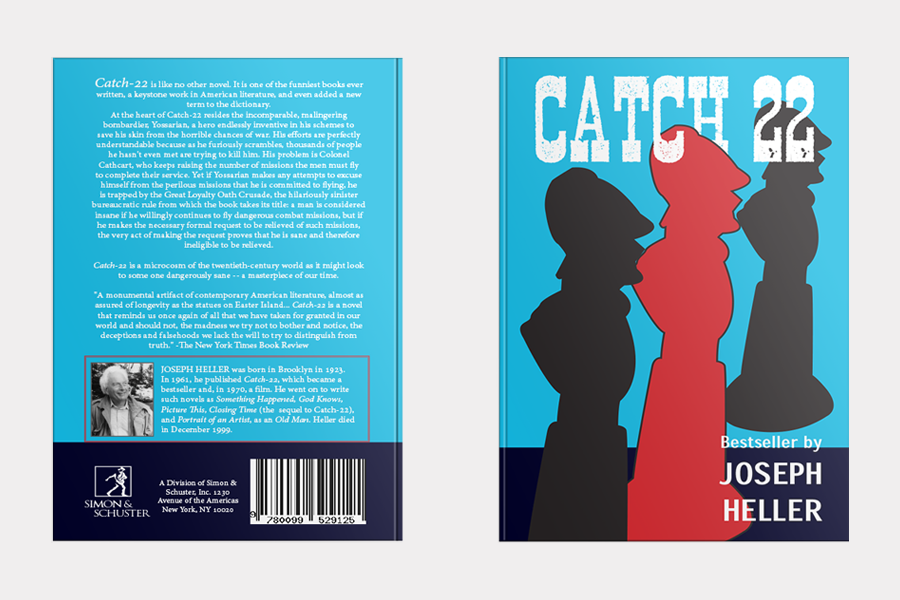 Catch-22 is like no other novel. It is one of the funniest books ever
written, a keystone work in American literature, and even added a new
term to the dictionary.
At the heart of Catch-22 resides the incomparable, malingering
bombardier, Yossarian, a hero endlessly inventive in his schemes to
save his skin from the horrible chances of war. His efforts are perfectly
understandable because as he furiously scrambles, thousands of people
he hasn't even met are trying to kill him. His problem is Colonel
Cathcart, who keeps raising the number of missions the men must fly
to complete their service. Yet if Yossarian makes any attempts to excuse
himself from the perilous missions that he is committed to flying, he
is trapped by the Great Loyalty Oath Crusade, the hilariously sinister
bureaucratic rule from which the book takes its title: a man is considered
insane if he willingly continues to fly dangerous combat missions, but if
he makes the necessary formal request to be relieved of such missions,
the very act of making the request proves that he is sane and therefore
ineligible to be relieved.
Catch-22 is a microcosm of the twentieth-century world as it might look
to some one dangerously sane -- a masterpiece of our time.
"A monumental artifact of contemporary American literature, almost as
assured of longevity as the statues on Easter Island... Catch-22 is a novel
that reminds us once again of all that we have taken for granted in our
world and should not, the madness we try not to bother and notice, the
deceptions and falsehoods we lack the will to try to distinguish from
truth." -The New York Times Book Review
JOSEPH HELLER was born in Brooklyn in 1923.
In 1961, he published Catch-22, which became a
bestseller and, in 1970, a film. He went on to write
such novels as Something Happened, God Knows,
Picture This, Closing Time (the sequel to Catch-22),
and Portrait of an Artist, as an Old Man. Heller died
in December 1999.
SIMON &
SCHUSTER
A Division of Simon &
Schuster, Inc. 1230
Avenue of the Americas
New York, NY 10020
9 780099 529125
CATCH 22
Bestseller by
JOSEPH
HELLER